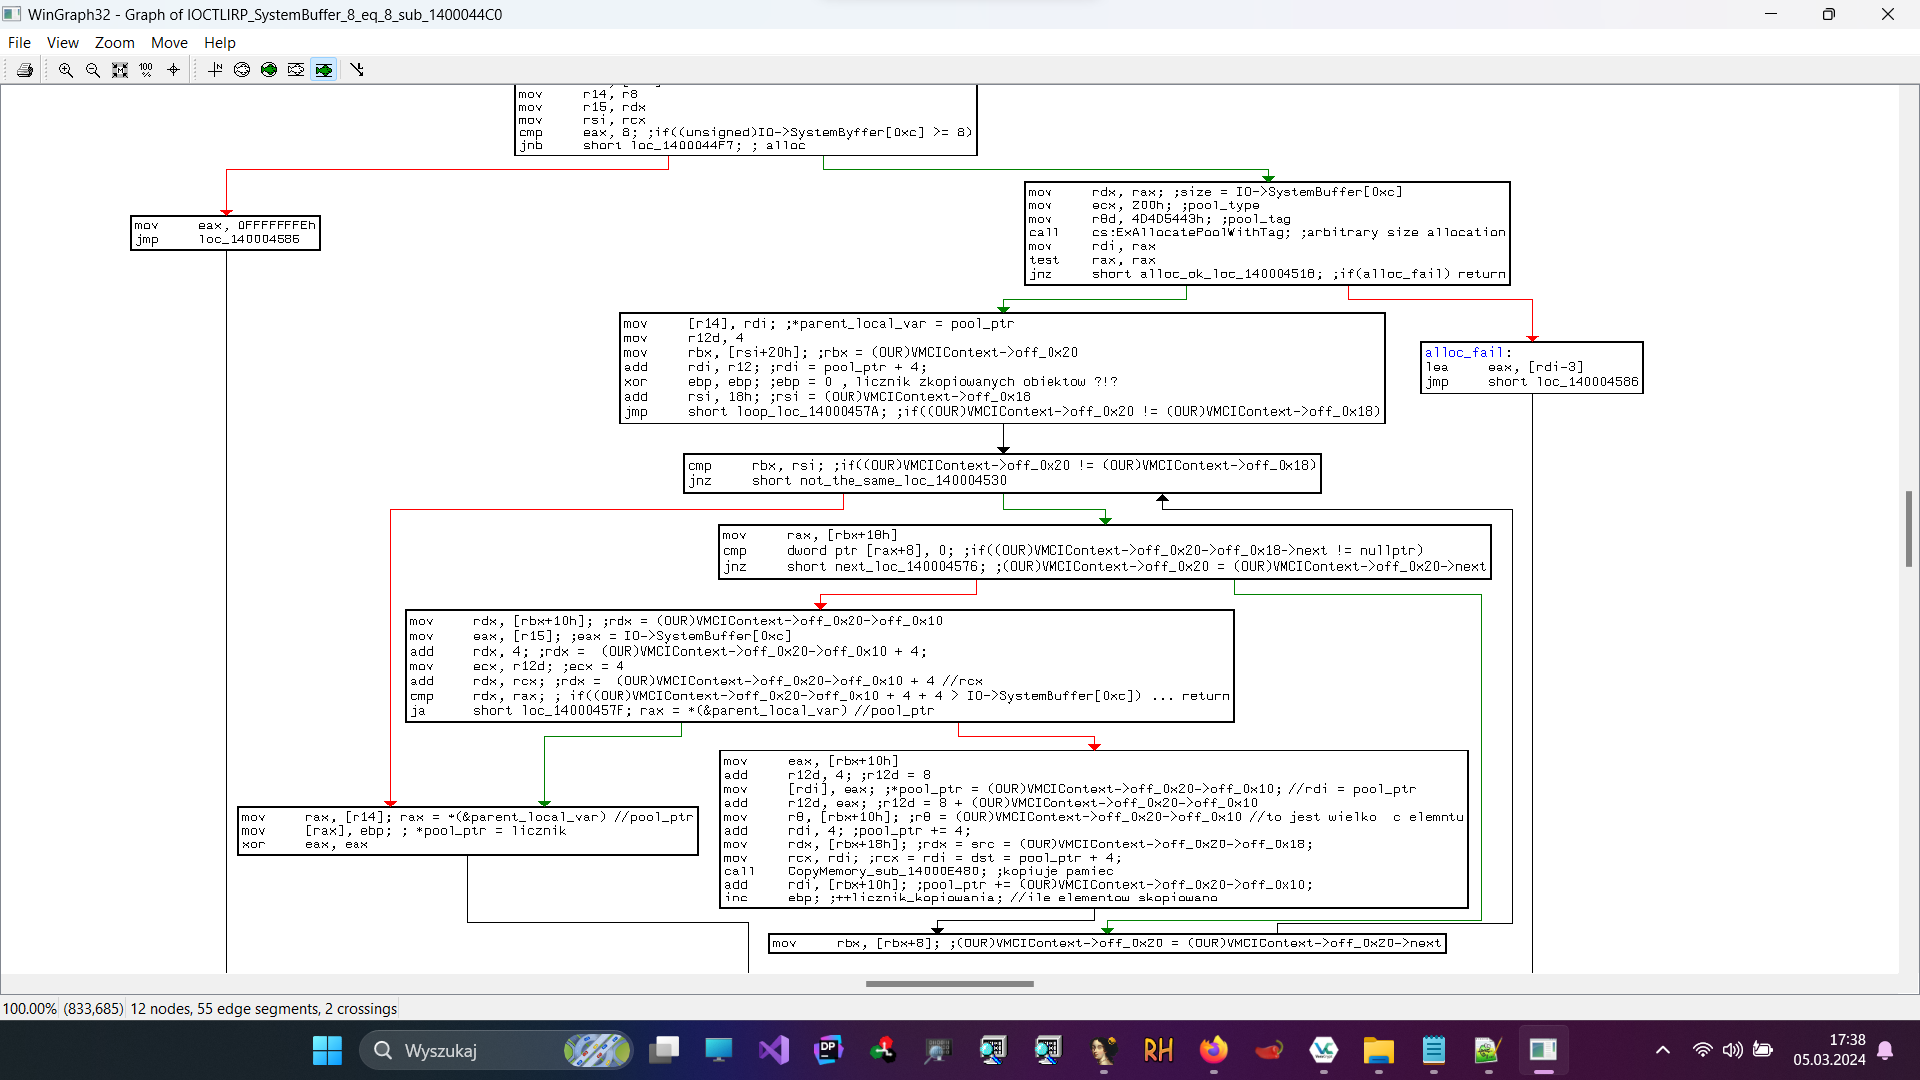 WinGraph32 - Graph of IOCTLIRP_SystemBuffer_8_eq_8_sub_1400044C0
File View Zoom Move Help
100%
N
mov r14, r8
mov r15, rdx
mov rsi, rcx
cmp eax, 8; ;if((unsigned)IO->SystemByffer[0xc] >= 8)
jnb short loc_1400044F7; ; alloc
mov eax, 0FFFFFFFEh
jmp loc_140004586
mov rdx, rax; ;size = IO->SystemBuffer[0xc]
mov ecx, 200h; ;pool_type
mov r8d, 4D4D5443h; ;pool_tag
call cs:ExAllocatePoolWithTag; ;arbitrary size allocation
mov rdi, rax
test rax, rax
jnz short alloc_ok_loc_140004518; ;if(alloc_fail) return
mov [r14], rdi; ;*parent_local_var = pool_ptr
mov r12d, 4
mov rbx, [rsi+20h]; ;rbx = (OUR)VMCIContext->off_0x20
add rdi, r12; ;rdi = pool_ptr + 4;
xor ebp, ebp; ;ebp = 0 , licznik zkopiowanych obiektow ?!?
add rsi, 18h; ;rsi = (OUR)VMCIContext->off_0x18
jmp short loop_loc_14000457A; ;if((OUR)VMCIContext->off_0x20 != (OUR)VMCIContext->off_0x18)
alloc_fail:
lea eax, [rdi-3]
jmp short loc_140004586
cmp rbx, rsi; ;if((OUR)VMCIContext->off_0x20 != (OUR)VMCIContext->off_0x18)
jnz short not_the_same_loc_140004530
mov rax, [rbx+18h]
cmp dword ptr [rax+8], 0; ;if((OUR)VMCIContext->off_0x20->off_0x18->next != nullptr)
jnz short next_loc_140004576; ;(OUR)VMCIContext->off_0x20 = (OUR)VMCIContext->off_0x20->next
mov rdx, [rbx+10h]; ;rdx = (OUR)VMCIContext->off_0x20->off_0x10
mov eax, [r15]; ;eax = IO->SystemBuffer[0xc]
add rdx, 4; ;rdx = (OUR)VMCIContext->off_0x20->off_0x10 + 4;
mov ecx, r12d; ;ecx = 4
add rdx, rcx; ;rdx = (OUR)VMCIContext->off_0x20->off_0x10 + 4 //rcx
cmp rdx, rax; ; if((OUR)VMCIContext->off_0x20->off_0x10 + 4 + 4 > IO->SystemBuffer[0xc]) ... return
ja short loc_14000457F; rax = *(&parent_local_var) //pool_ptr
mov eax, [rbx+10h]
add r12d, 4; ;r12d = 8
mov [rdi], eax; ;*pool_ptr = (OUR)VMCIContext->off_0x20->off_0x10; //rdi = pool_ptr
add r12d, eax; ;r12d = 8 + (OUR)VMCIContext->off_0x20->off_0x10
mov r8, [rbx+10h]; ;r8 = (OUR)VMCIContext->off_0x20->off_0x10 //to jest wielko c elemntu
add rdi, 4; ;pool_ptr += 4;
mov rdx, [rbx+18h]; ;rdx = src = (OUR)VMCIContext->off_0x20->off_0x18;
mov rcx, rdi; ;rcx = rdi = dst = pool_ptr + 4;
call CopyMemory_sub_14000E480; ;kopiuje pamiec
add rdi, [rbx+10h]; ;pool_ptr += (OUR)VMCIContext->off_0x20->off_0x10;
inc ebp; ;++licznik_kopiowania; //ile elementow skopiowano
mov rax, [r14]; rax = *(&parent_local_var) //pool_ptr
mov [rax], ebp; ; *pool_ptr = licznik
xor eax, eax
mov rbx, [rbx+8]; ;(OUR)VMCIContext->off_0x20 = (OUR)VMCIContext->off_0x20->next
100.00% (833,685) 12 nodes, 55 edge segments, 2 crossings
Wyszukaj
DP
RH
17:38
05.03.2024